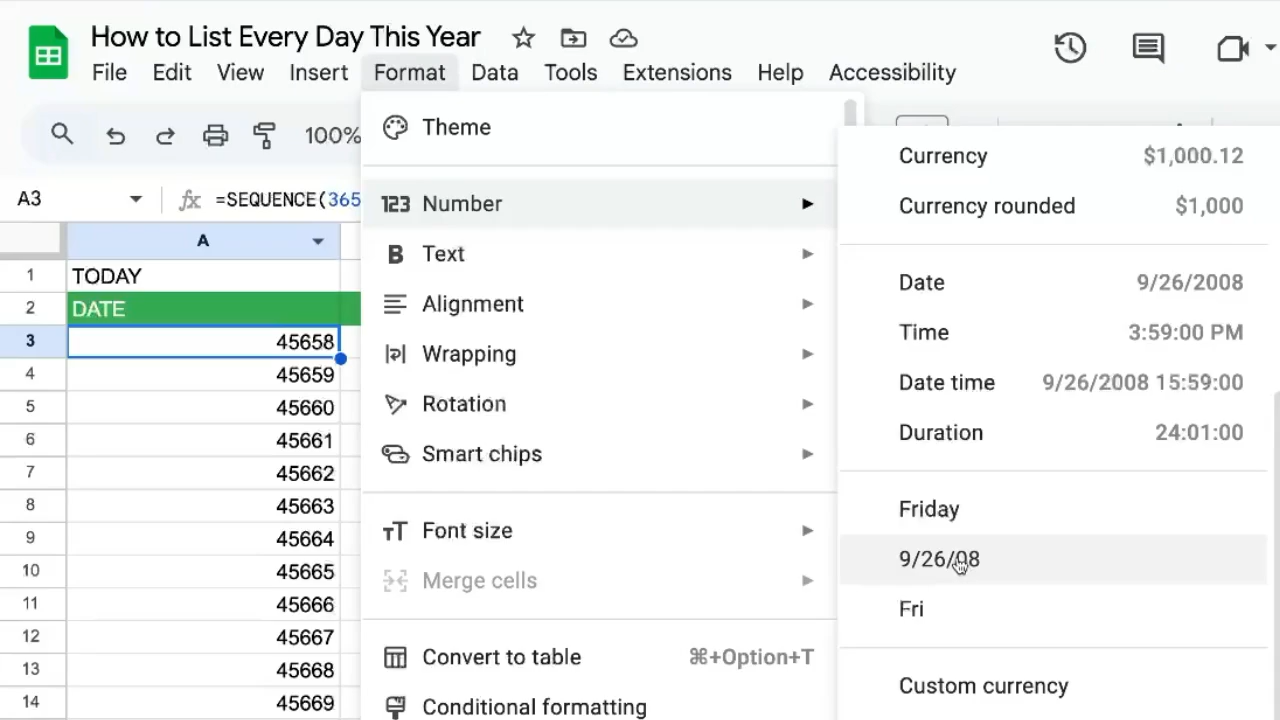 How to List Every Day This Year
File Edit View Insert Format Data Tools Extensions Help Accessibility
100%
A3 fx =SEQUENCE(365
A
1 TODAY
2 DATE
3 45658
4 45659
5 45660
6 45661
7 45662
8 45663
9 45664
10 45665
11 45666
12 45667
13 45668
14 45669
Theme
123 Number
B Text
Alignment
Wrapping
Rotation
Smart chips
Font size
Merge cells
Convert to table ⌘+Option+T
Conditional formatting
Currency $1,000.12
Currency rounded $1,000
Date 9/26/2008
Time 3:59:00 PM
Date time 9/26/2008 15:59:00
Duration 24:01:00
Friday
9/26/08
Fri
Custom currency